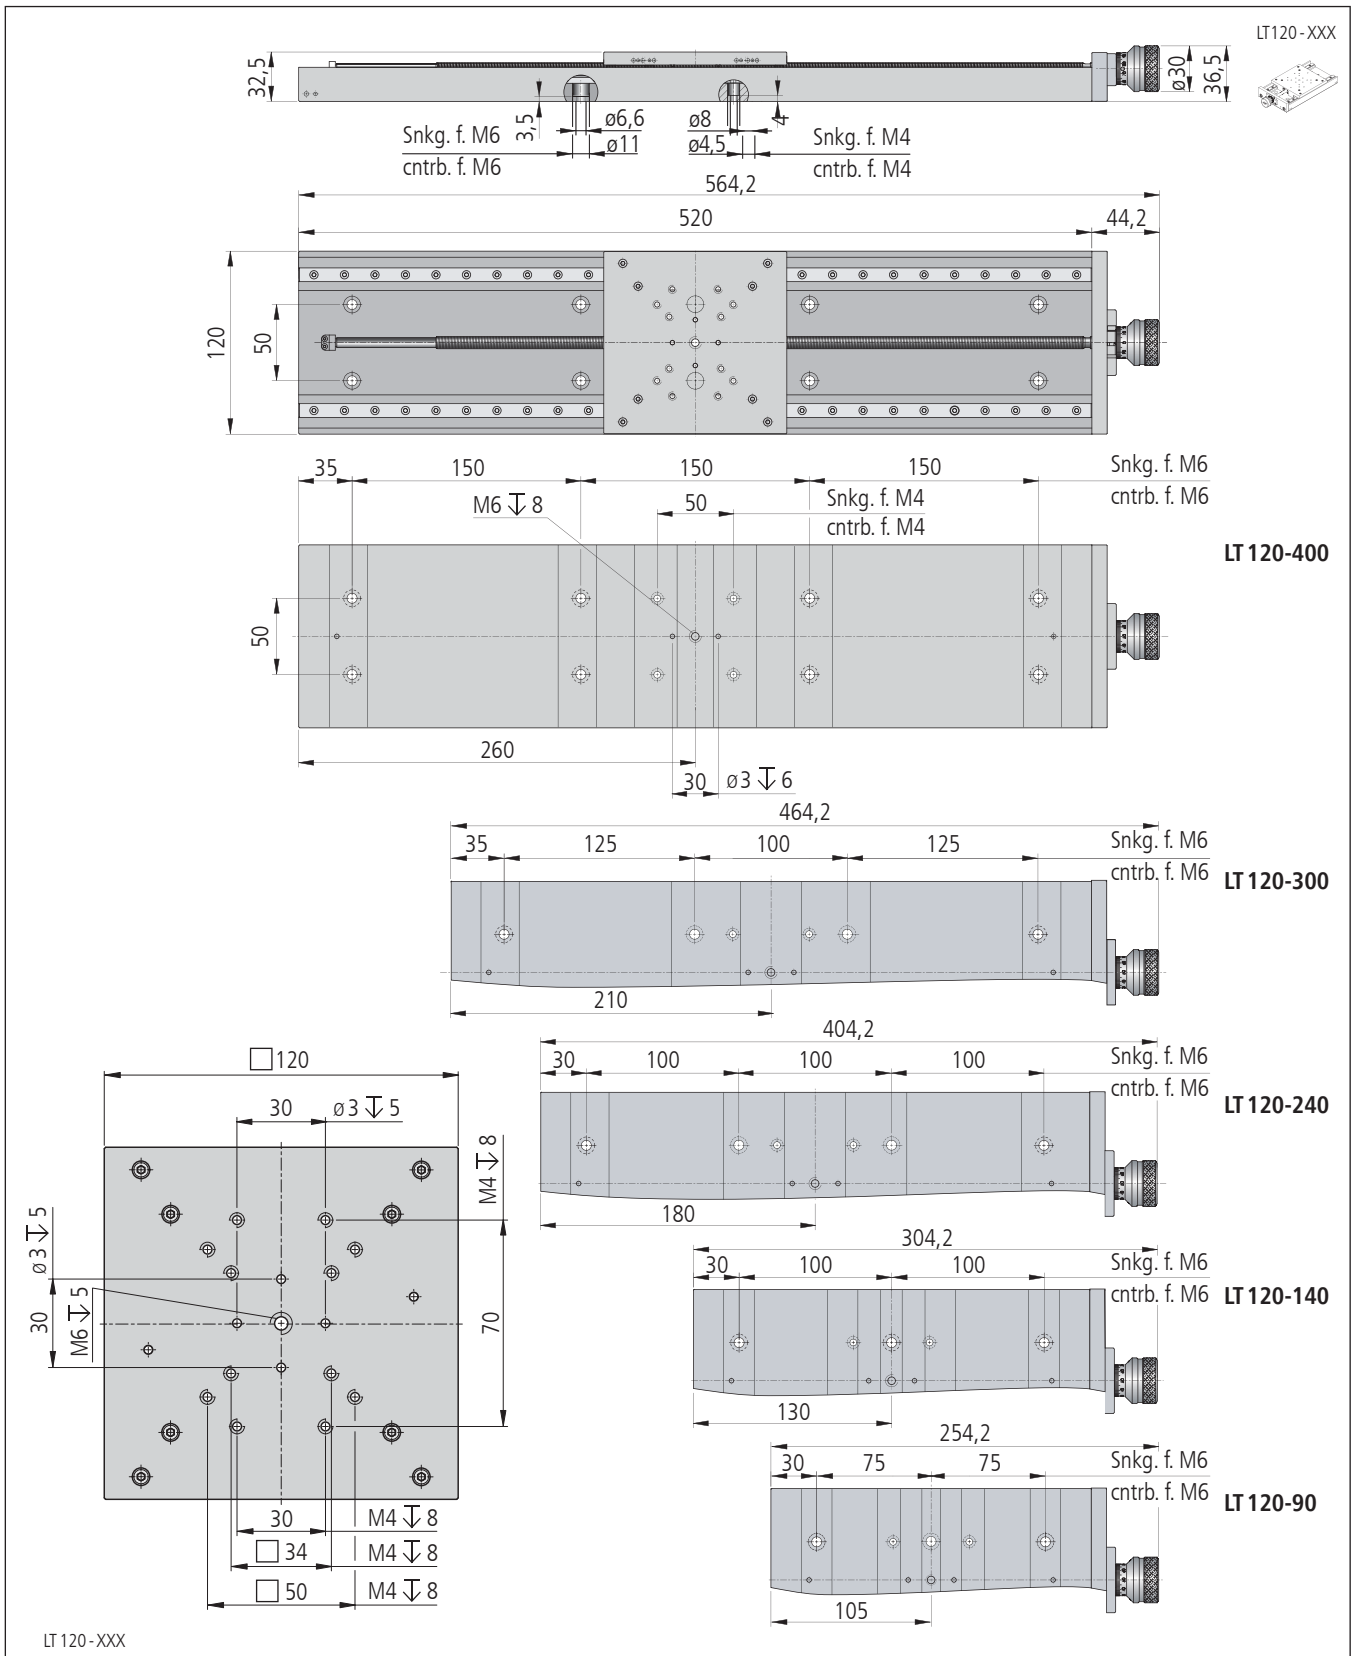 LT120-XXX
32,5
ø30
36,5
3,5
ø6,6
ø11
Snkg. f. M6
cntrb. f. M6
ø8
ø4,5
4
Snkg. f. M4
cntrb. f. M4
564,2
520
44,2
120
50
35
150
150
150
Snkg. f. M6
cntrb. f. M6
M6 ↧ 8
50
Snkg. f. M4
cntrb. f. M4
LT 120-400
50
260
30
ø3 ↧ 6
464,2
35
125
100
125
Snkg. f. M6
cntrb. f. M6
LT 120-300
210
404,2
30
100
100
100
Snkg. f. M6
cntrb. f. M6
LT 120-240
180
304,2
30
100
100
Snkg. f. M6
cntrb. f. M6
LT 120-140
130
254,2
30
75
75
Snkg. f. M6
cntrb. f. M6
LT 120-90
105
□120
30
ø3 ↧ 5
M4 ↧ 8
ø3 ↧ 5
30
M6 ↧ 5
70
30
M4 ↧ 8
□ 34
M4 ↧ 8
□ 50
M4 ↧ 8
LT 120-XXX